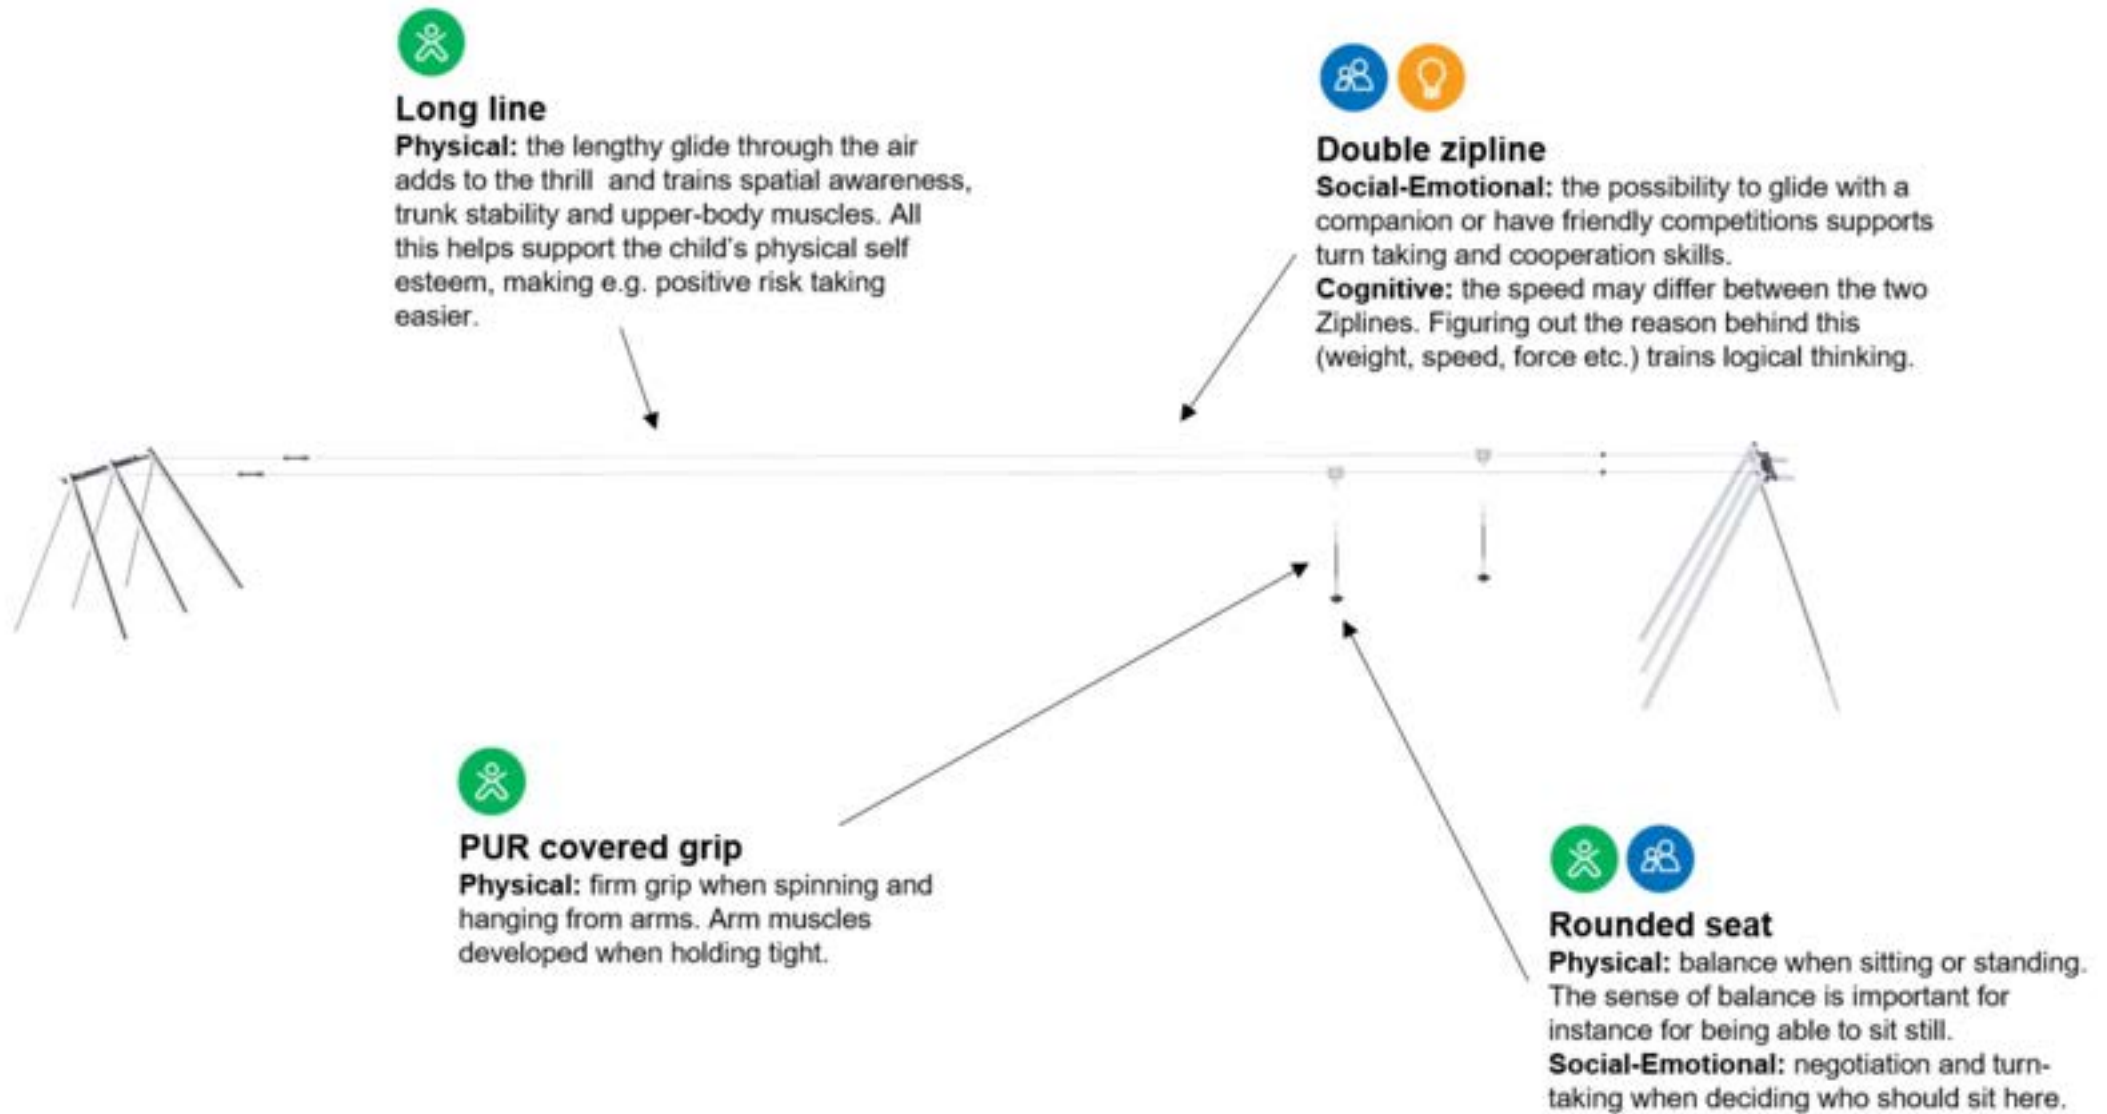 Long line
Physical: the lengthy glide through the air
adds to the thrill and trains spatial awareness,
trunk stability and upper-body muscles. All
this helps support the child's physical self
esteem, making e.g. positive risk taking
easier.
Double zipline
Social-Emotional: the possibility to glide with a
companion or have friendly competitions supports
turn taking and cooperation skills.
Cognitive: the speed may differ between the two
Ziplines. Figuring out the reason behind this
(weight, speed, force etc.) trains logical thinking.
PUR covered grip
Physical: firm grip when spinning and
hanging from arms. Arm muscles
developed when holding tight.
Rounded seat
Physical: balance when sitting or standing.
The sense of balance is important for
instance for being able to sit still.
Social-Emotional: negotiation and turn-
taking when deciding who should sit here.